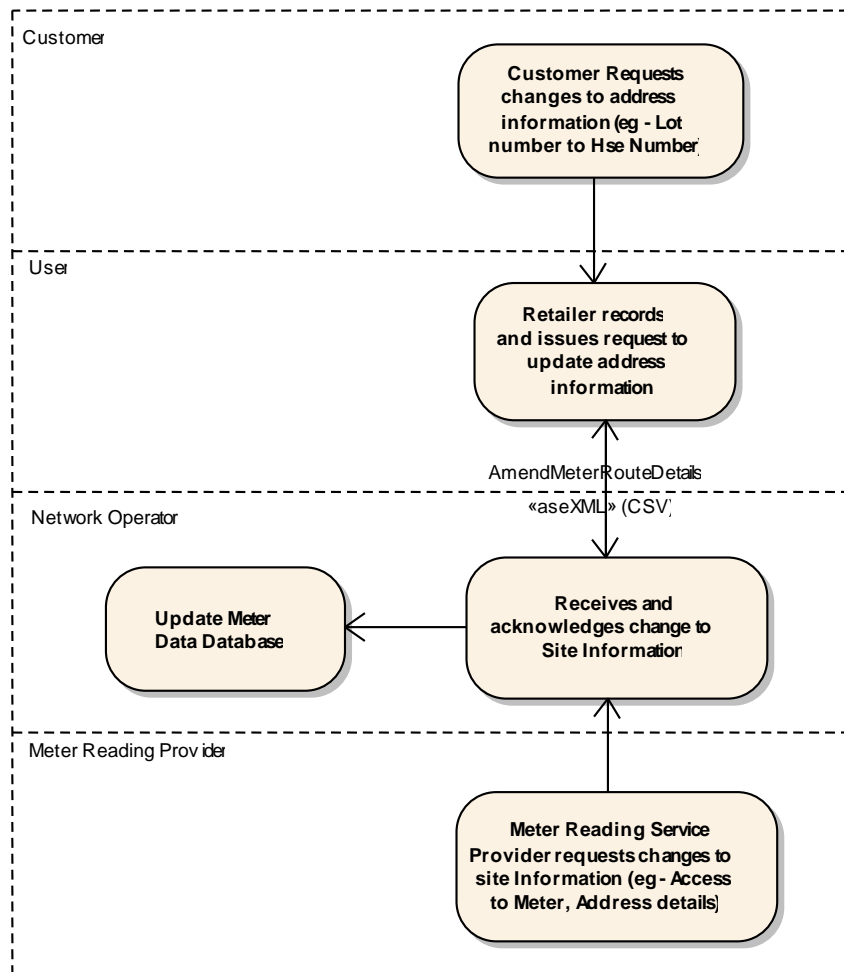 Customer
Customer Requests
changes to address
information (eg - Lot
number to Hse Number)
User
Retailer records
and issues request to
update address
information
AmendMeterRouteDetails
«aseXML» (CSV)
Network Operator
Update Meter
Data Database
Receives and
acknowledges change to
Site Information
Meter Reading Provider
Meter Reading Service
Provider requests changes to
site Information (eg - Access
to Meter, Address details)